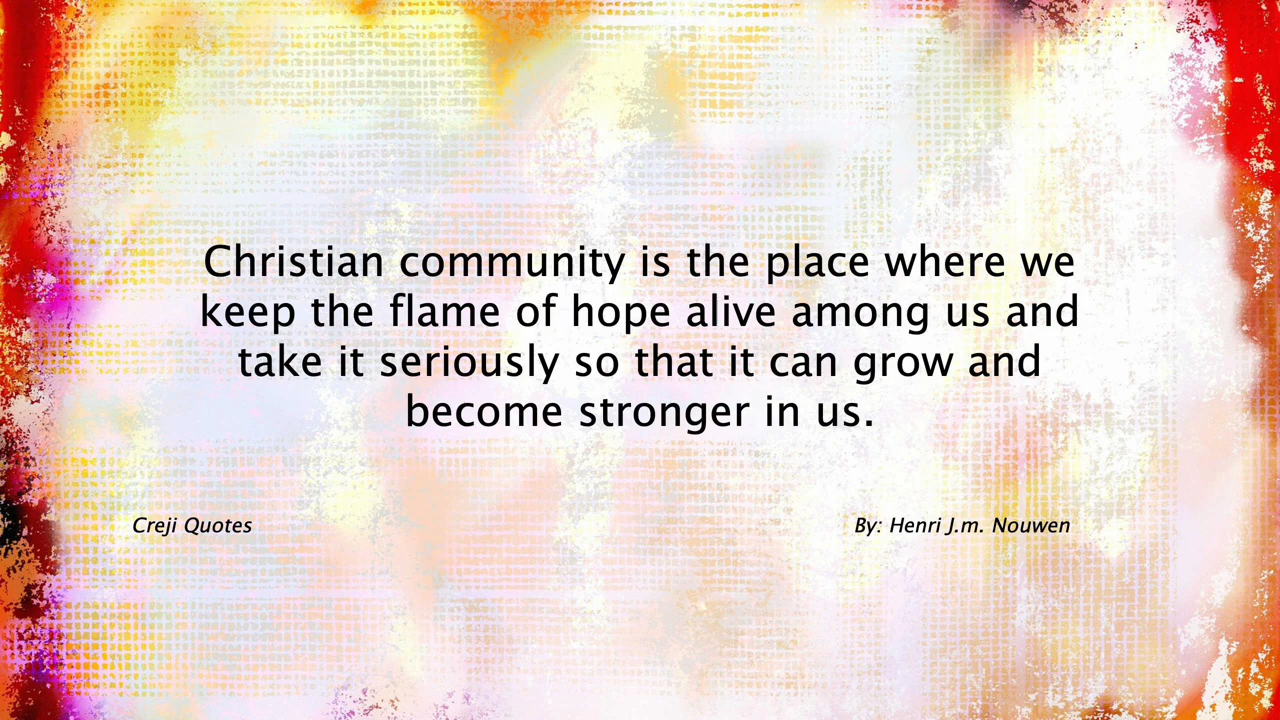 Christian community is the place where we
keep the flame of hope alive among us and
take it seriously so that it can grow and
become stronger in us.
Creji Quotes
By: Henri J.m. Nouwen